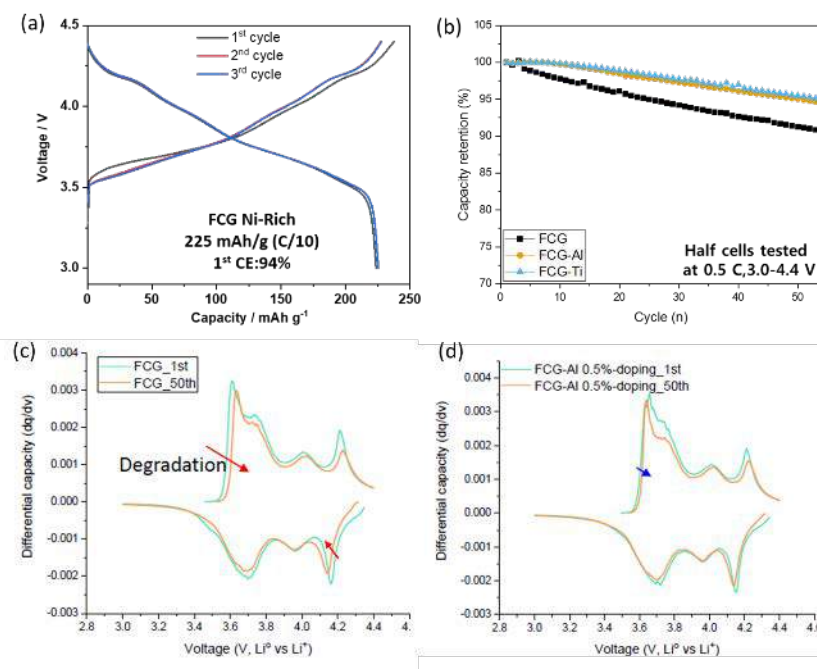 (a)
4.5
4.0
3.5
3.0
Voltage / V
1st cycle
2nd cycle
3rd cycle
FCG Ni-Rich
225 mAh/g (C/10)
1st CE:94%
0 50 100 150 200 250
Capacity / mAh g-1
(b)
100
95
90
85
80
75
70
Capacity retention (%)
FCG
FCG-Al
FCG-Ti
Half cells tested
at 0.5 C,3.0-4.4 V
0 10 20 30 40 50
Cycle (n)
(c)
0.004
0.003
0.002
0.001
0.000
-0.001
-0.002
-0.003
Differential capacity (dq/dv)
FCG_1st
FCG_50th
Degradation
2.8 3.0 3.2 3.4 3.6 3.8 4.0 4.2 4.4 4.6
Voltage (V, Li⁰ vs Li⁺)
(d)
0.004
0.003
0.002
0.001
0.000
-0.001
-0.002
-0.003
Differential capacity (dq/dv)
FCG-Al 0.5%-doping_1st
FCG-Al 0.5%-doping_50th
2.8 3.0 3.2 3.4 3.6 3.8 4.0 4.2 4.4
Voltage (V, Li⁰ vs Li⁺)